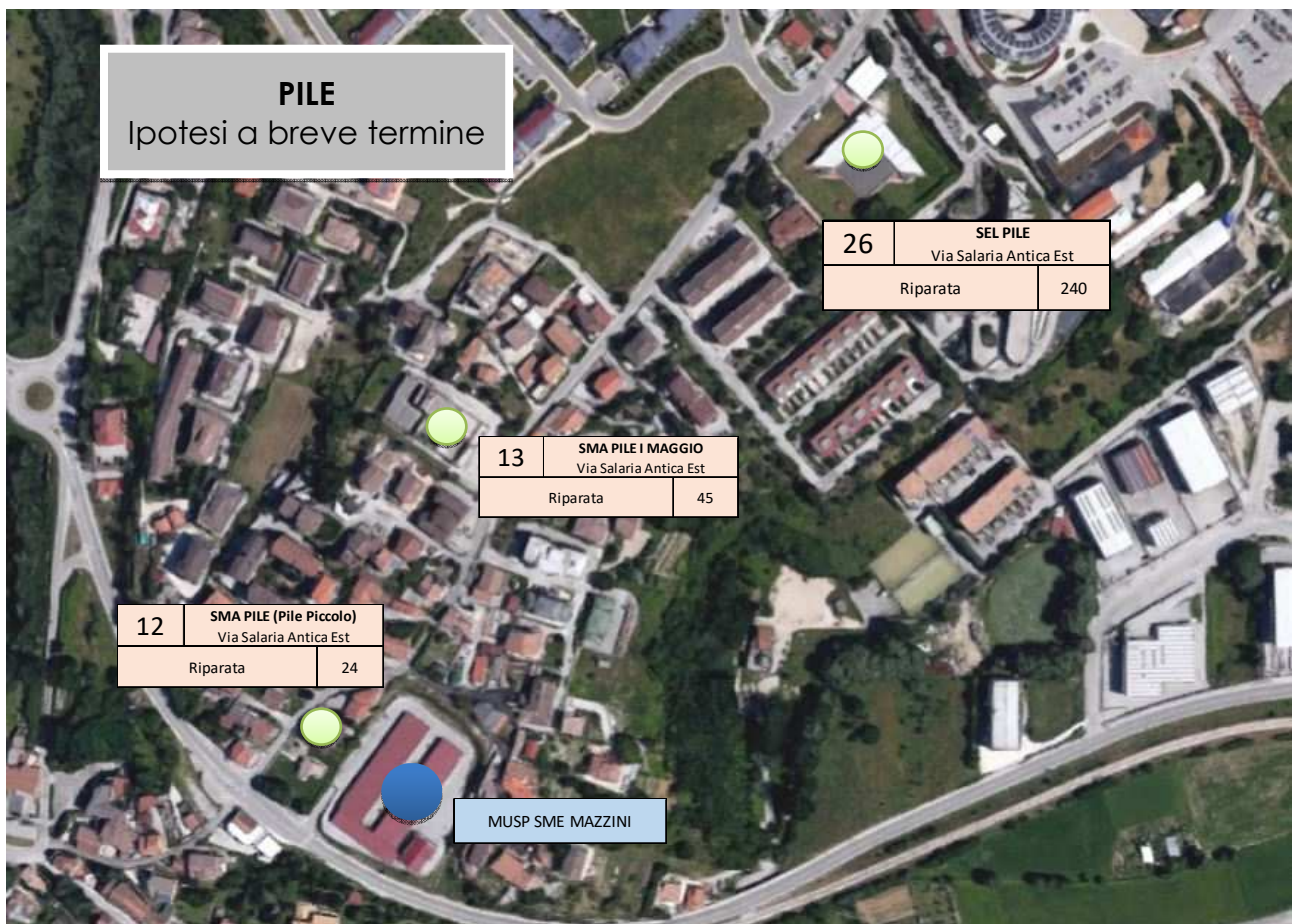 PILE
Ipotesi a breve termine
26
SEL PILE
Via Salaria Antica Est
Riparata
240
13
SMA PILE I MAGGIO
Via Salaria Antica Est
Riparata
45
12
SMA PILE (Pile Piccolo)
Via Salaria Antica Est
Riparata
24
MUSP SME MAZZINI